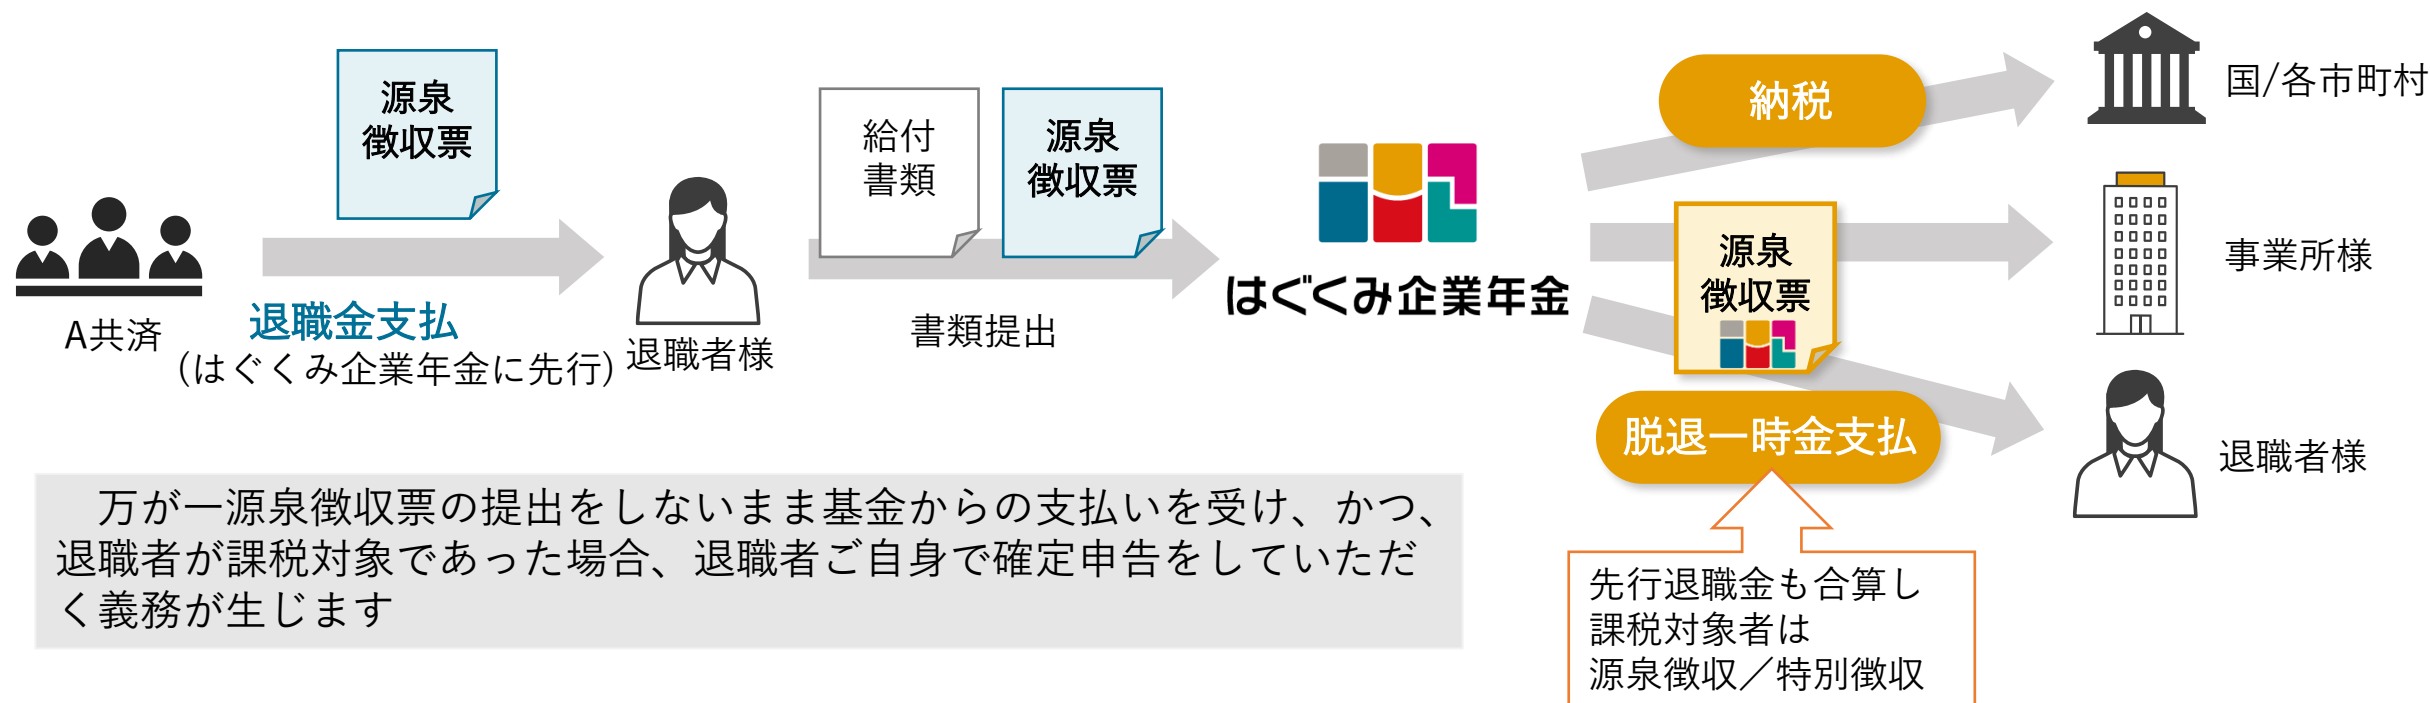 源泉
徴収票
A共済
退職金支払
(はぐくみ企業年金に先行)
退職者様
給付
書類
源泉
徴収票
書類提出
はぐくみ企業年金
納税
国/各市町村
源泉
徴収票
事業所様
脱退一時金支払
退職者様
先行退職金も合算し
課税対象者は
源泉徴収／特別徴収
万が一源泉徴収票の提出をしないまま基金からの支払いを受け、かつ、
退職者が課税対象であった場合、退職者ご自身で確定申告をしていただ
く義務が生じます